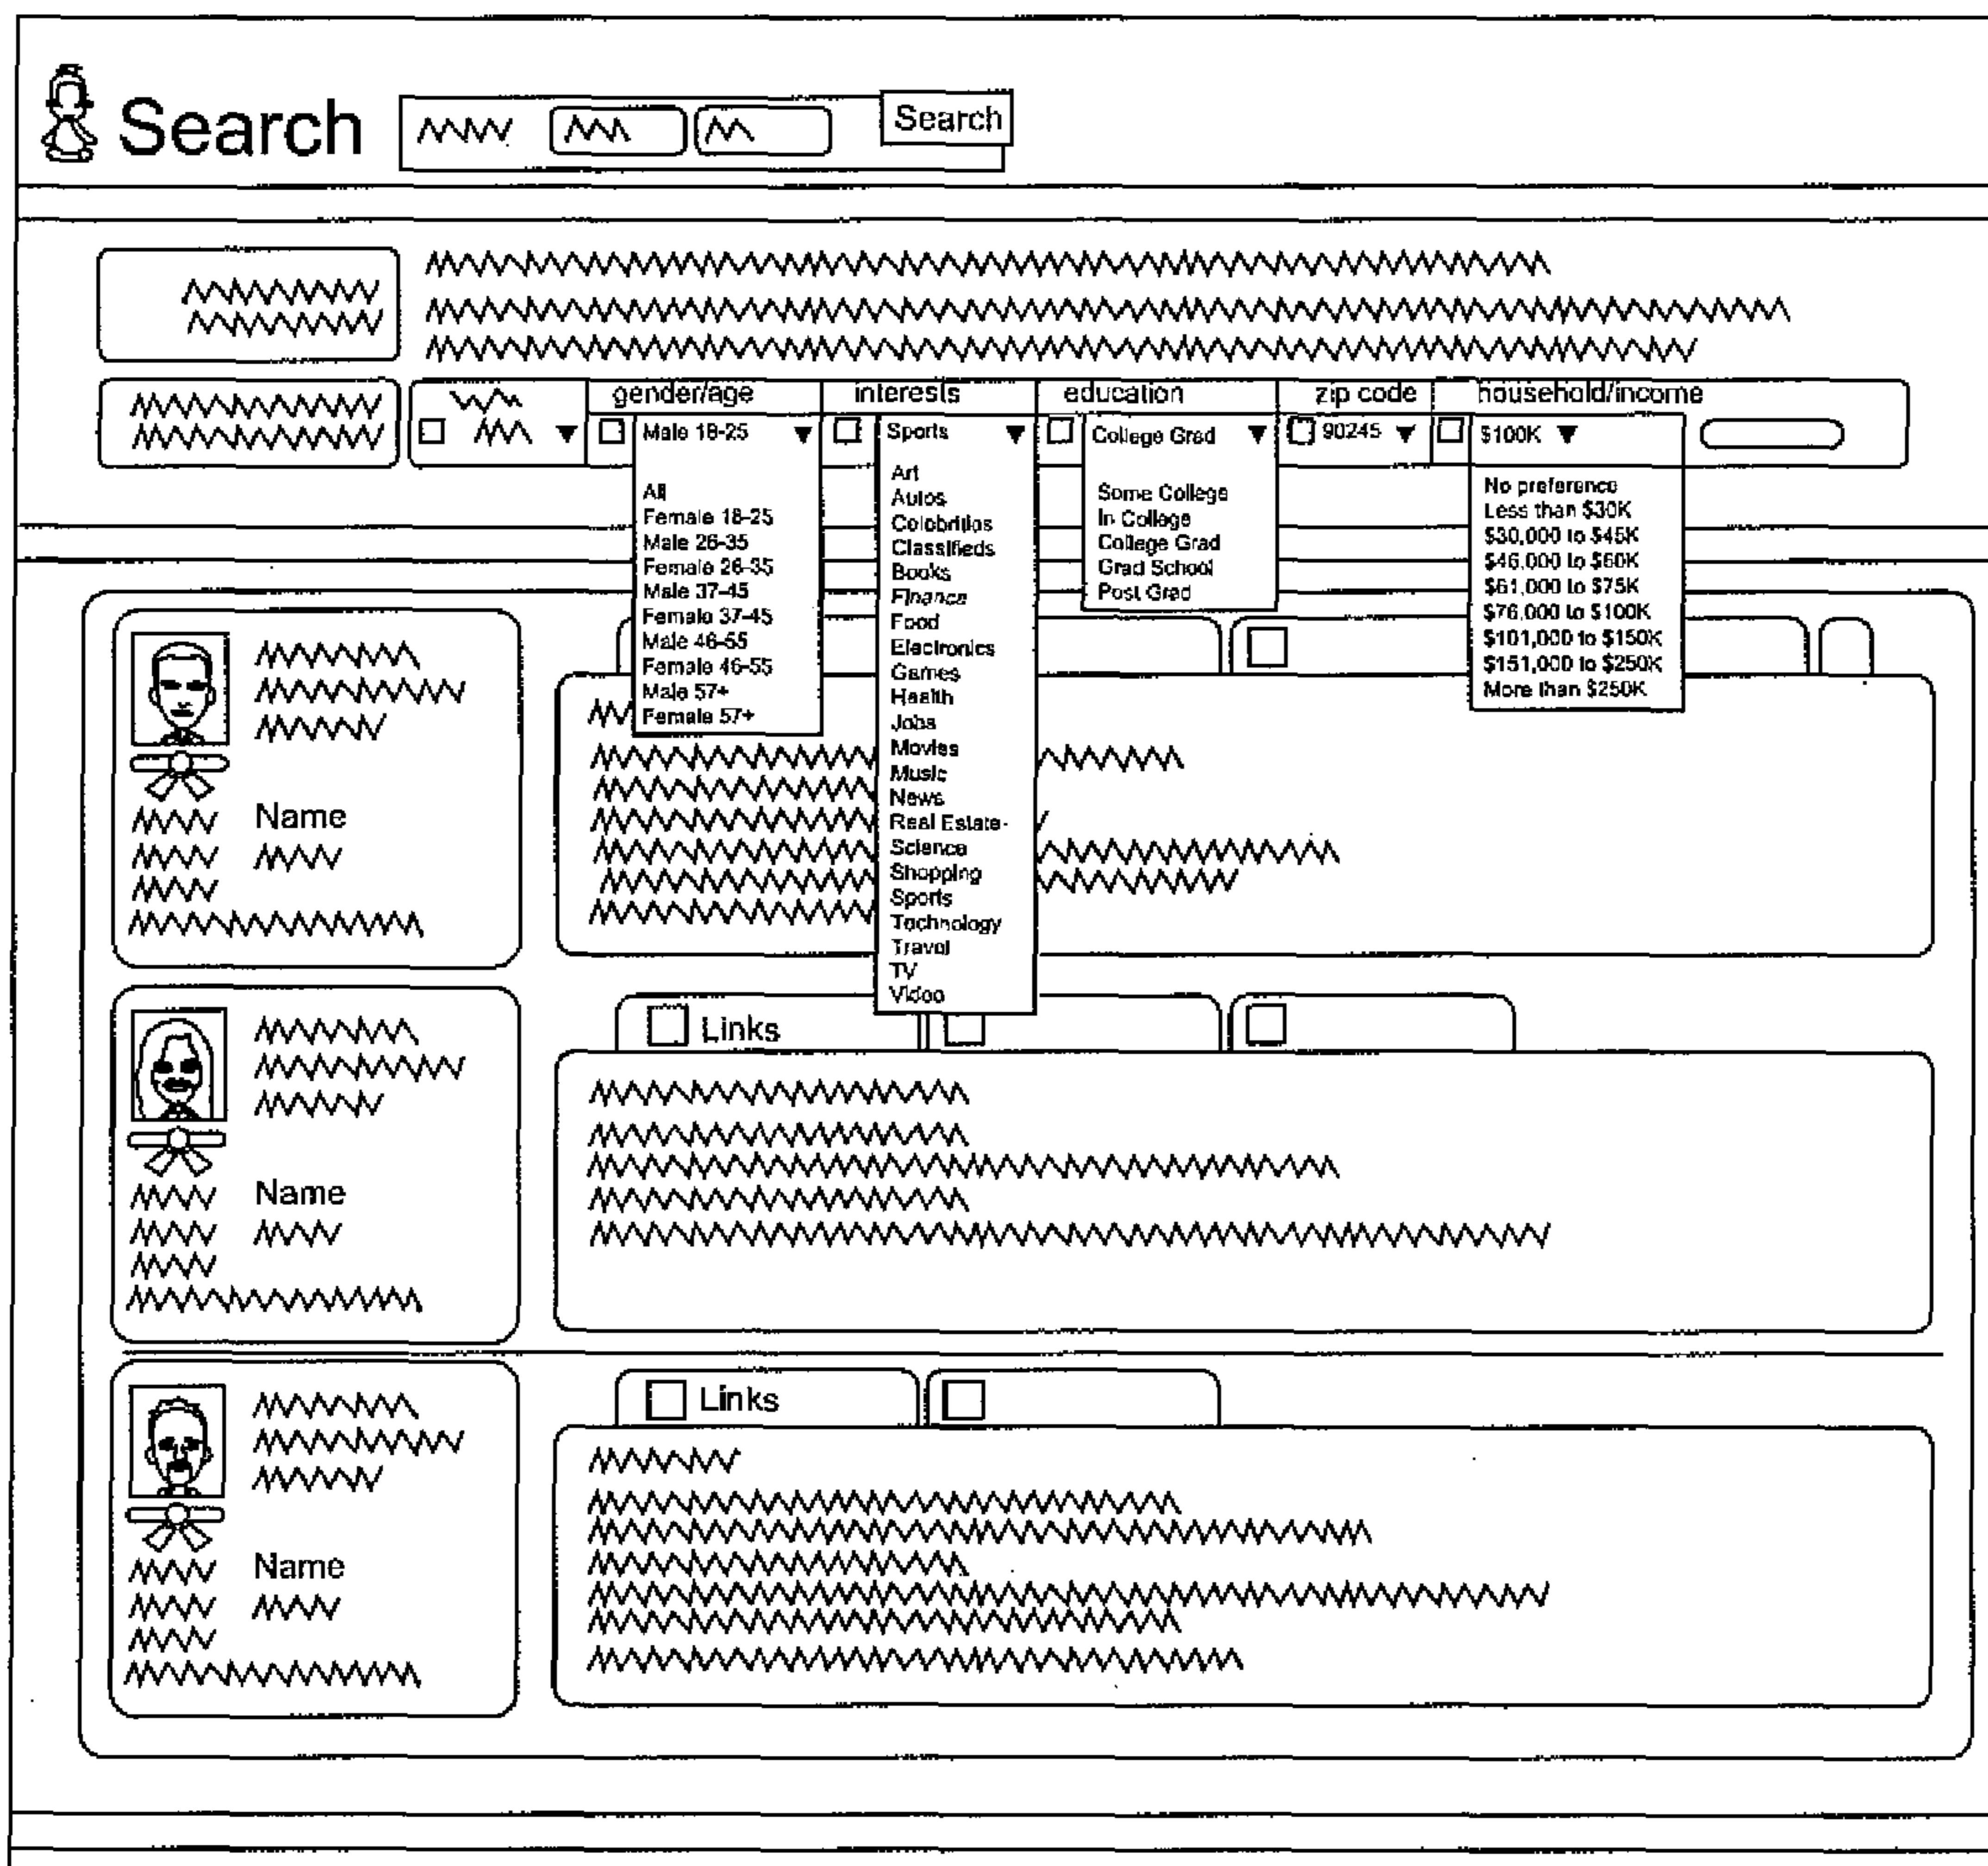 Search
Search
gender/age
interests
education
zip code
household/income
Male 18-25
Sports
College Grad
90245
$100K
All
Female 18-25
Male 26-35
Female 26-35
Male 37-45
Female 37-45
Male 46-55
Female 46-55
Male 57+
Female 57+
Art
Autos
Celebrities
Classifieds
Books
Finance
Food
Electronics
Games
Health
Jobs
Movies
Music
News
Real Estate
Science
Shopping
Sports
Technology
Travel
TV
Video
Some College
In College
College Grad
Grad School
Post Grad
No preference
Less than $30K
$30,000 to $45K
$46,000 to $60K
$61,000 to $75K
$76,000 to $100K
$101,000 to $150K
$151,000 to $250K
More than $250K
Name
Links
Name
Links
Name